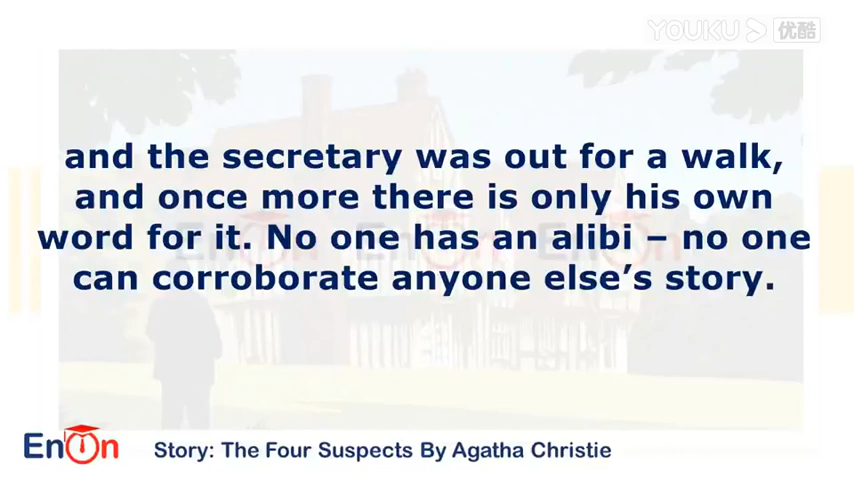 YOUKU 优酷
and the secretary was out for a walk,
and once more there is only his own
word for it. No one has an alibi – no one
can corroborate anyone else’s story.
EnOn
Story: The Four Suspects By Agatha Christie